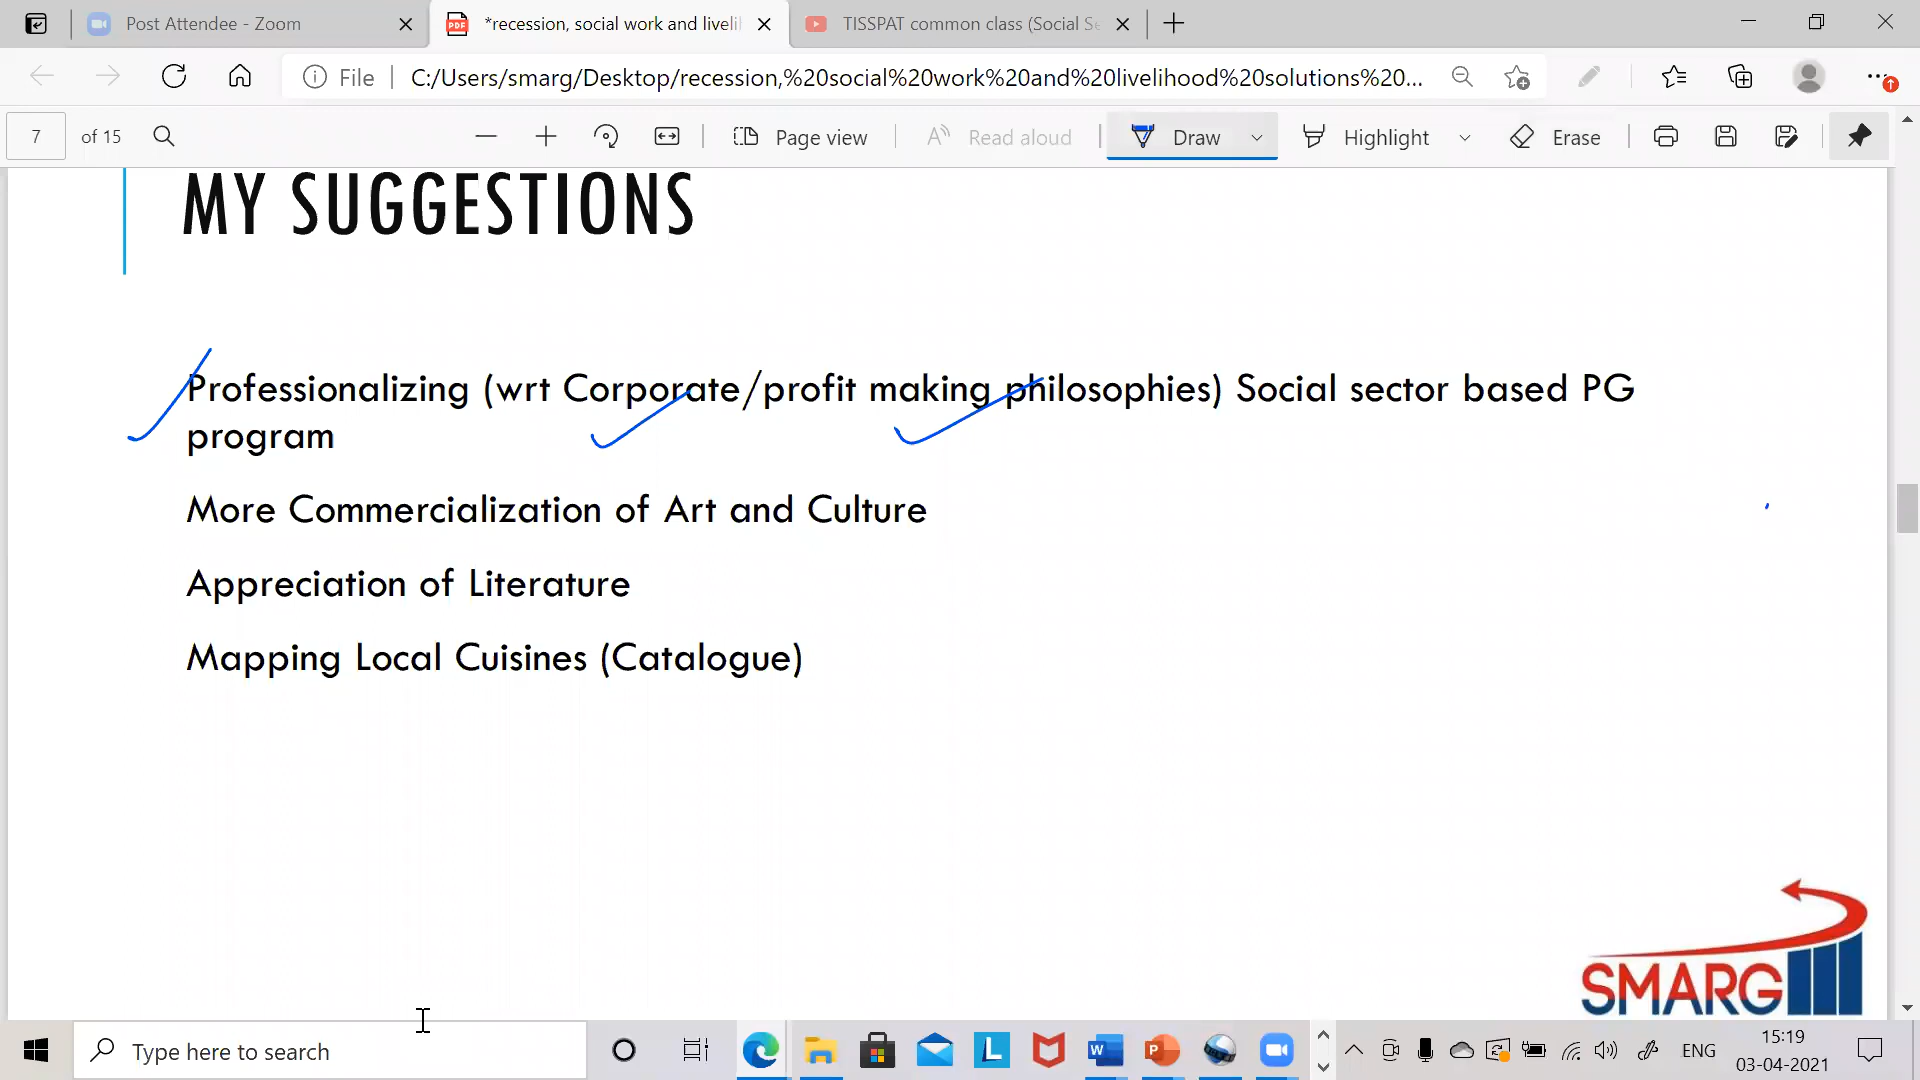 Post Attendee - Zoom
*recession, social work and liveli
TISSPAT common class (Social Se
File
C:/Users/smarg/Desktop/recession,%20social%20work%20and%20livelihood%20solutions%20...
7 of 15
Page view
Read aloud
Draw
Highlight
Erase
MY SUGGESTIONS
Professionalizing (wrt Corporate/profit making philosophies) Social sector based PG
program
More Commercialization of Art and Culture
Appreciation of Literature
Mapping Local Cuisines (Catalogue)
SMARG
Type here to search
ENG
15:19
03-04-2021